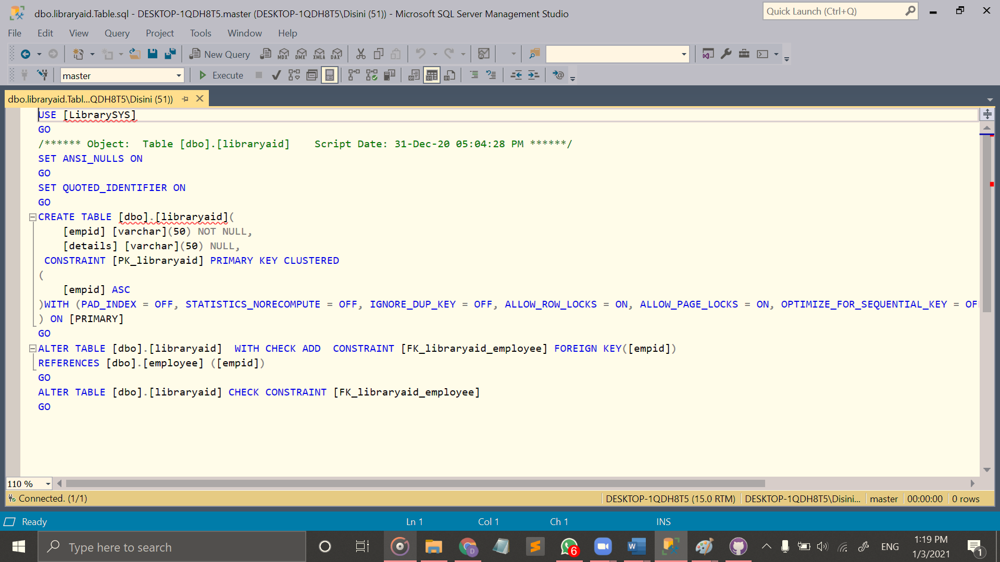 dbo.libraryaid.Table.sql - DESKTOP-1QDH8T5.master (DESKTOP-1QDH8T5\Disini (51)) - Microsoft SQL Server Management Studio
Quick Launch (Ctrl+Q)
File Edit View Query Project Tools Window Help
New Query MDX DMX XMLA DAX
master Execute
dbo.libraryaid.Tabl...QDH8T5\Disini (51))
USE [LibrarySYS]
GO
/****** Object:  Table [dbo].[libraryaid]    Script Date: 31-Dec-20 05:04:28 PM ******/
SET ANSI_NULLS ON
GO
SET QUOTED_IDENTIFIER ON
GO
CREATE TABLE [dbo].[libraryaid](
    [empid] [varchar](50) NOT NULL,
    [details] [varchar](50) NULL,
 CONSTRAINT [PK_libraryaid] PRIMARY KEY CLUSTERED
(
    [empid] ASC
)WITH (PAD_INDEX = OFF, STATISTICS_NORECOMPUTE = OFF, IGNORE_DUP_KEY = OFF, ALLOW_ROW_LOCKS = ON, ALLOW_PAGE_LOCKS = ON, OPTIMIZE_FOR_SEQUENTIAL_KEY = OF
) ON [PRIMARY]
GO
ALTER TABLE [dbo].[libraryaid]  WITH CHECK ADD  CONSTRAINT [FK_libraryaid_employee] FOREIGN KEY([empid])
REFERENCES [dbo].[employee] ([empid])
GO
ALTER TABLE [dbo].[libraryaid] CHECK CONSTRAINT [FK_libraryaid_employee]
GO
110 %
Connected. (1/1) DESKTOP-1QDH8T5 (15.0 RTM) DESKTOP-1QDH8T5\Disini... master 00:00:00 0 rows
Ready Ln 1 Col 1 Ch 1 INS
Type here to search
D
6
W
ENG
1:19 PM
1/3/2021
1